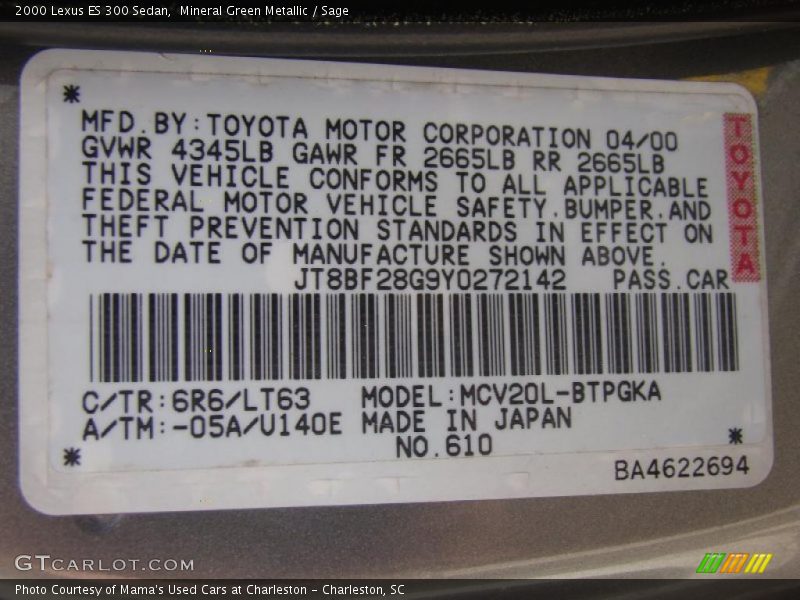 2000 Lexus ES 300 Sedan,  Mineral Green Metallic / Sage
MFD.BY:TOYOTA MOTOR CORPORATION 04/00
GVWR 4345LB GAWR FR 2665LB RR 2665LB
THIS VEHICLE CONFORMS TO ALL APPLICABLE
FEDERAL MOTOR VEHICLE SAFETY.BUMPER.AND
THEFT PREVENTION STANDARDS IN EFFECT ON
THE DATE OF MANUFACTURE SHOWN ABOVE.
JT8BF28G9Y0272142 PASS.CAR
TOYOTA
C/TR:6R6/LT63 MODEL:MCV20L-BTPGKA
A/TM:-05A/U140E MADE IN JAPAN
NO.610
BA4622694
GTCARLOT.COM
Photo Courtesy of Mama's Used Cars at Charleston - Charleston, SC